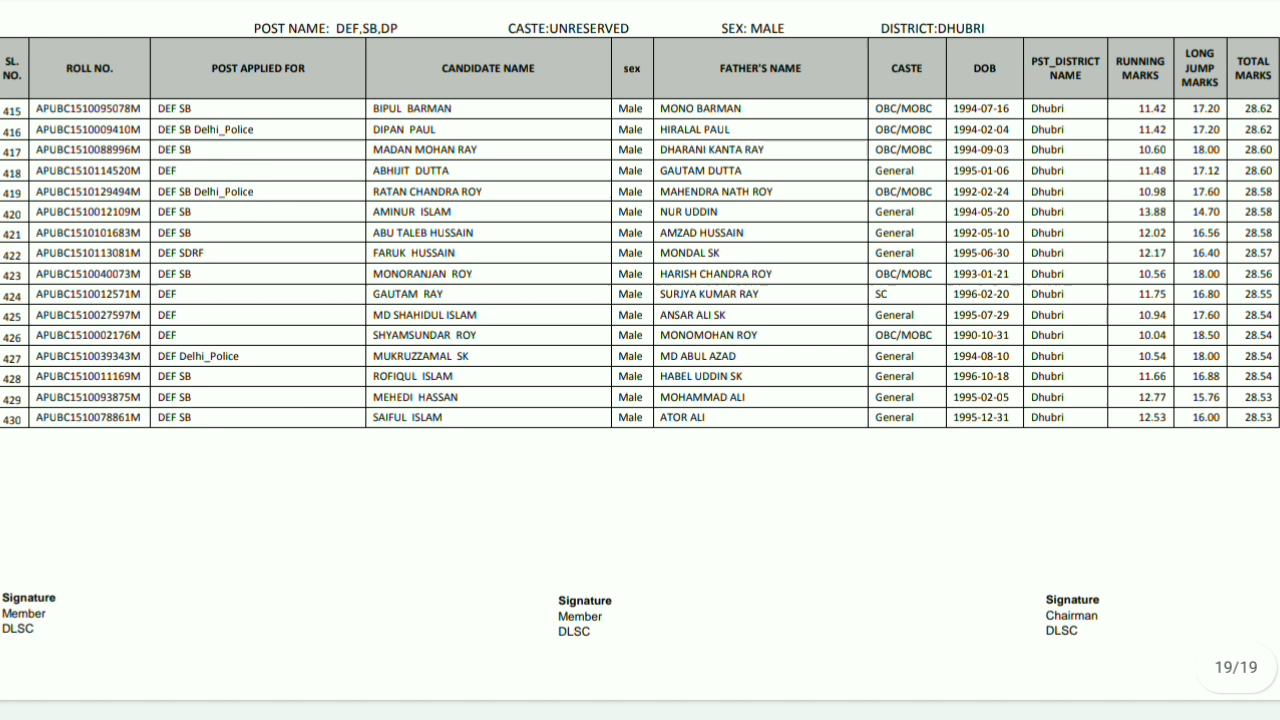 POST NAME: DEF,SB,DP CASTE:UNRESERVED SEX: MALE DISTRICT:DHUBRI
SL. NO. ROLL NO. POST APPLIED FOR CANDIDATE NAME sex FATHER'S NAME CASTE DOB PST_DISTRICT NAME RUNNING MARKS LONG JUMP MARKS TOTAL MARKS
415 APUBC1510095078M DEF SB BIPUL BARMAN Male MONO BARMAN OBC/MOBC 1994-07-16 Dhubri 11.42 17.20 28.62
416 APUBC1510009410M DEF SB Delhi_Police DIPAN PAUL Male HIRALAL PAUL OBC/MOBC 1994-02-04 Dhubri 11.42 17.20 28.62
417 APUBC1510088996M DEF SB MADAN MOHAN RAY Male DHARANI KANTA RAY OBC/MOBC 1994-09-03 Dhubri 10.60 18.00 28.60
418 APUBC1510114520M DEF ABHIJIT DUTTA Male GAUTAM DUTTA General 1995-01-06 Dhubri 11.48 17.12 28.60
419 APUBC1510129494M DEF SB Delhi_Police RATAN CHANDRA ROY Male MAHENDRA NATH ROY OBC/MOBC 1992-02-24 Dhubri 10.98 17.60 28.58
420 APUBC1510012109M DEF SB AMINUR ISLAM Male NUR UDDIN General 1994-05-20 Dhubri 13.88 14.70 28.58
421 APUBC1510101683M DEF SB ABU TALEB HUSSAIN Male AMZAD HUSSAIN General 1992-05-10 Dhubri 12.02 16.56 28.58
422 APUBC1510113081M DEF SDRF FARUK HUSSAIN Male MONDAL SK General 1995-06-30 Dhubri 12.17 16.40 28.57
423 APUBC1510040073M DEF SB MONORANJAN ROY Male HARISH CHANDRA ROY OBC/MOBC 1993-01-21 Dhubri 10.56 18.00 28.56
424 APUBC1510012571M DEF GAUTAM RAY Male SURJYA KUMAR RAY SC 1996-02-20 Dhubri 11.75 16.80 28.55
425 APUBC1510027597M DEF MD SHAHIDUL ISLAM Male ANSAR ALI SK General 1995-07-29 Dhubri 10.94 17.60 28.54
426 APUBC1510002176M DEF SHYAMSUNDAR ROY Male MONOMOHAN ROY OBC/MOBC 1990-10-31 Dhubri 10.04 18.50 28.54
427 APUBC1510039343M DEF Delhi_Police MUKRUZZAMAL SK Male MD ABUL AZAD General 1994-08-10 Dhubri 10.54 18.00 28.54
428 APUBC1510011169M DEF SB ROFIQUL ISLAM Male HABEL UDDIN SK General 1996-10-18 Dhubri 11.66 16.88 28.54
429 APUBC1510093875M DEF SB MEHEDI HASSAN Male MOHAMMAD ALI General 1995-02-05 Dhubri 12.77 15.76 28.53
430 APUBC1510078861M DEF SB SAIFUL ISLAM Male ATOR ALI General 1995-12-31 Dhubri 12.53 16.00 28.53
Signature Signature Signature
Member Member Chairman
DLSC DLSC DLSC
19/19